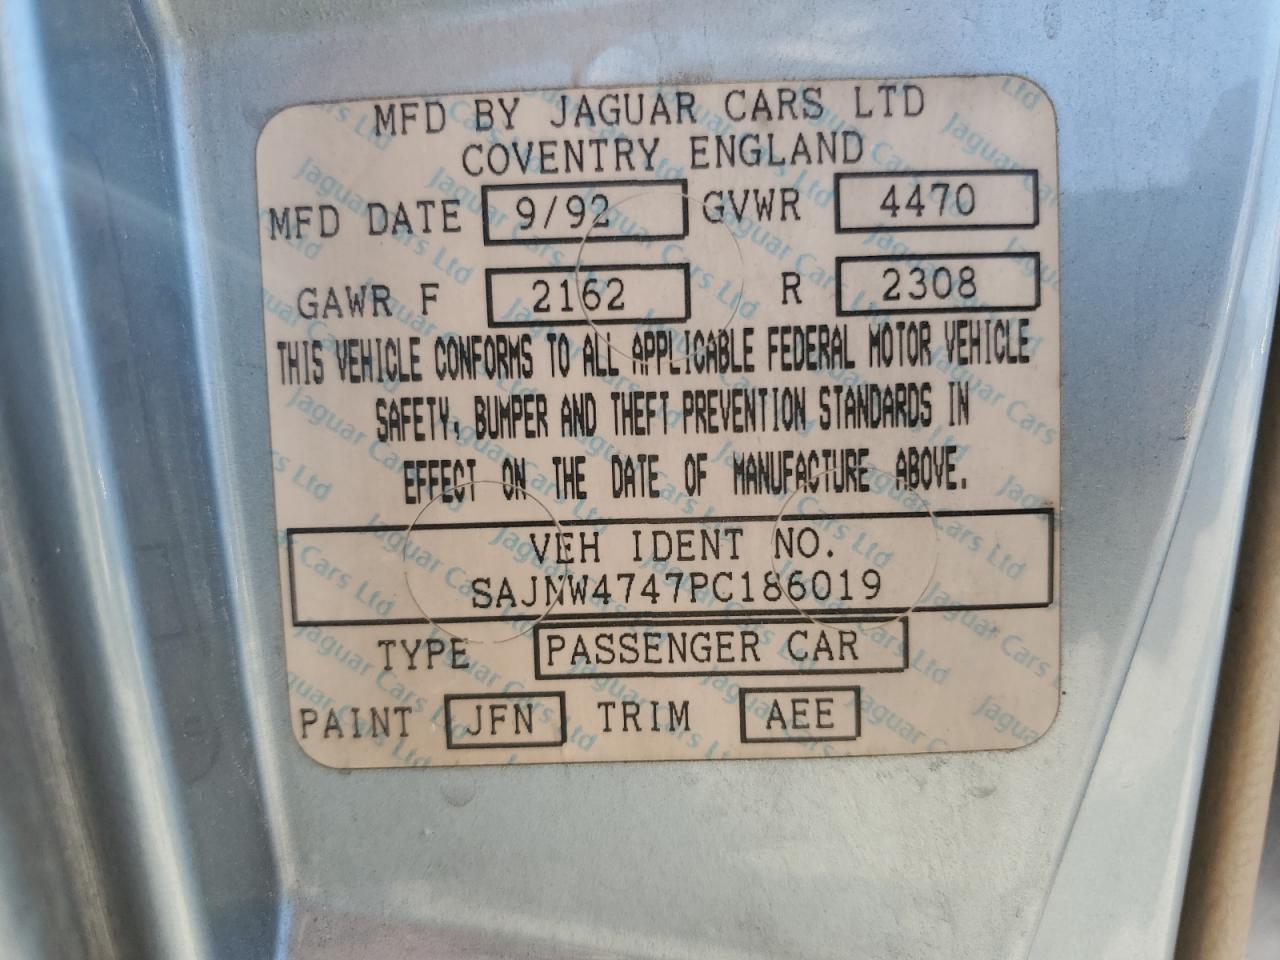 MFD BY JAGUAR CARS LTD
COVENTRY ENGLAND
MFD DATE 9/92 GVWR 4470
GAWR F 2162 R 2308
THIS VEHICLE CONFORMS TO ALL APPLICABLE FEDERAL MOTOR VEHICLE
SAFETY, BUMPER AND THEFT PREVENTION STANDARDS IN
EFFECT ON THE DATE OF MANUFACTURE ABOVE.
VEH IDENT NO.
SAJNW4747PC186019
TYPE PASSENGER CAR
PAINT JFN TRIM AEE